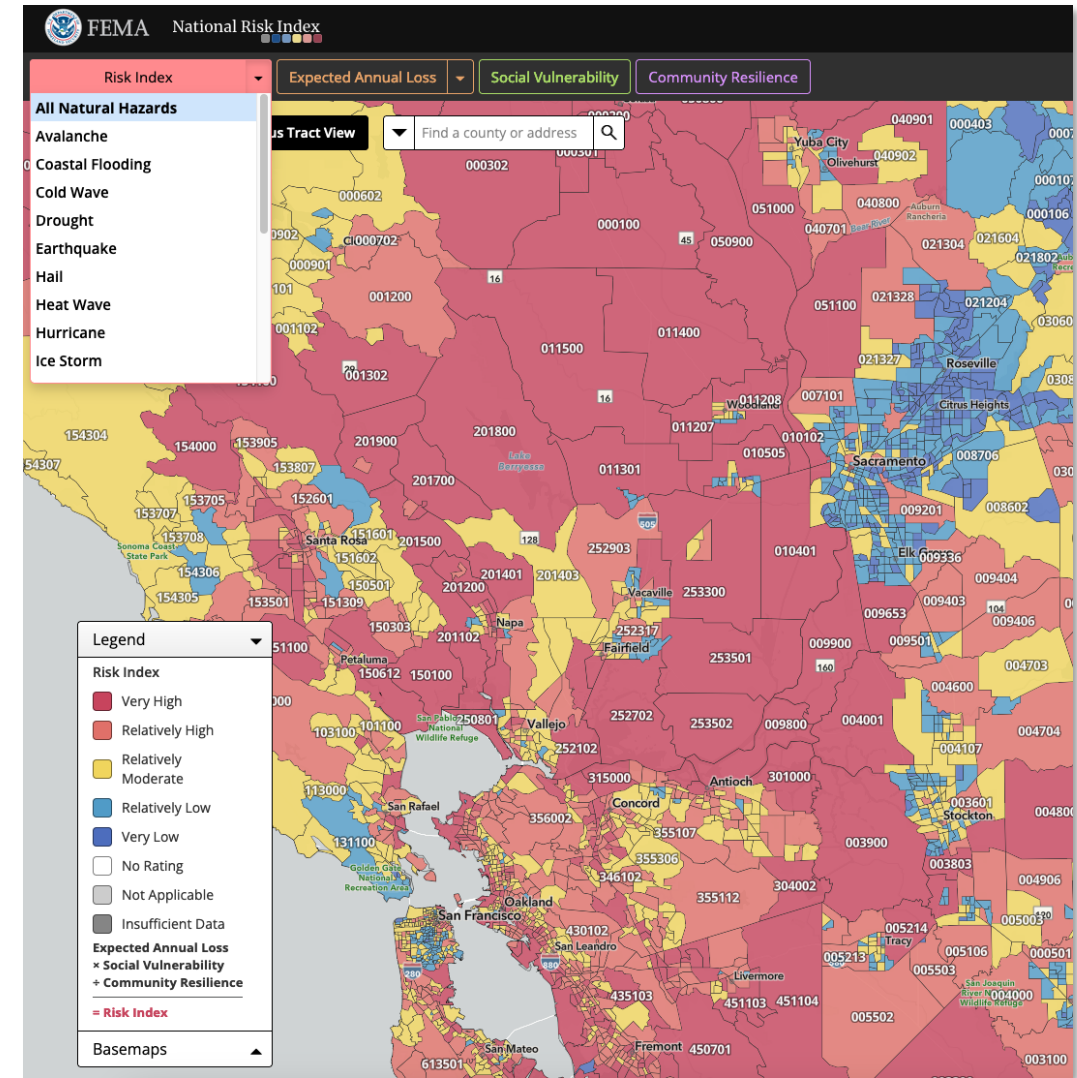 FEMA National Risk Index
Risk Index Expected Annual Loss Social Vulnerability Community Resilience
All Natural Hazards
Avalanche
Coastal Flooding
Cold Wave
Drought
Earthquake
Hail
Heat Wave
Hurricane
Ice Storm
us Tract View
Find a county or address
040901
000403
000302
000301
Yuba City
Olivehurst
040902
000602
000106
051000
040800
Auburn
Rancheria
000100
040701
Bear River
CI000702
45
050900
021304
021604
000901
021802
16
001200
051100
021328
021204
001102
011400
011500
021327
Roseville
001302
16
Woodland
011208
007101
Citrus Heights
154304
154000
153905
201900
201800
011207
010102
54307
153807
Lake
Berryessa
011301
010505
Sacramento
008706
201700
153705
152601
153707
605
009201
008602
153708
Sonoma Coast
State Park
Santa Rosa
151601
201500
128
252903
010401
151602
009336
154306
201401
201403
009404
150501
201200
Vacaville
253300
154305
153501
151309
009653
009403
104
009406
150303
201102
Napa
252317
Fairfield
009900
009501
51100
Petaluma
253501
160
004703
150612
150100
004600
103100
101100
San Pablo
National
Wildlife Refuge
250801
Vallejo
252702
253502
009800
004001
004704
252102
004107
315000
Antioch
301000
113000
San Rafael
Concord
003601
Stockton
356002
355107
131100
003900
355306
003803
Golden Gate
National
Recreation Area
346102
304002
004906
355112
Oakland
San Francisco
430102
005214
Tracy
San Leandro
005213
005106
000501
280
880
005503
Livermore
435103
451103
451104
San Joaquin
River N
Wildlife Refuge
004000
005502
San Mateo
Fremont
450701
613501
003100
Legend
Risk Index
Very High
Relatively High
Relatively
Moderate
Relatively Low
Very Low
No Rating
Not Applicable
Insufficient Data
Expected Annual Loss
× Social Vulnerability
÷ Community Resilience
= Risk Index
Basemaps